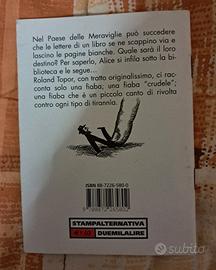 Nel Paese delle Meraviglie può succedere
che le lettere di un libro se ne scappino via e
lascino le pagine bianche. Quale sarà il loro
destino? Per saperlo, Alice si infila sotto la bi-
blioteca e le segue...
Roland Topor, con tratto originalissimo, ci rac-
conta solo una fiaba; una fiaba "crudele";
una fiaba che è un piccolo canto di rivolta
contro ogni tipo di tirannia.
ISBN 88-7226-580-0
9 788872 265802
STAMPALTERNATIVA
DUEMILALIRE
Subito